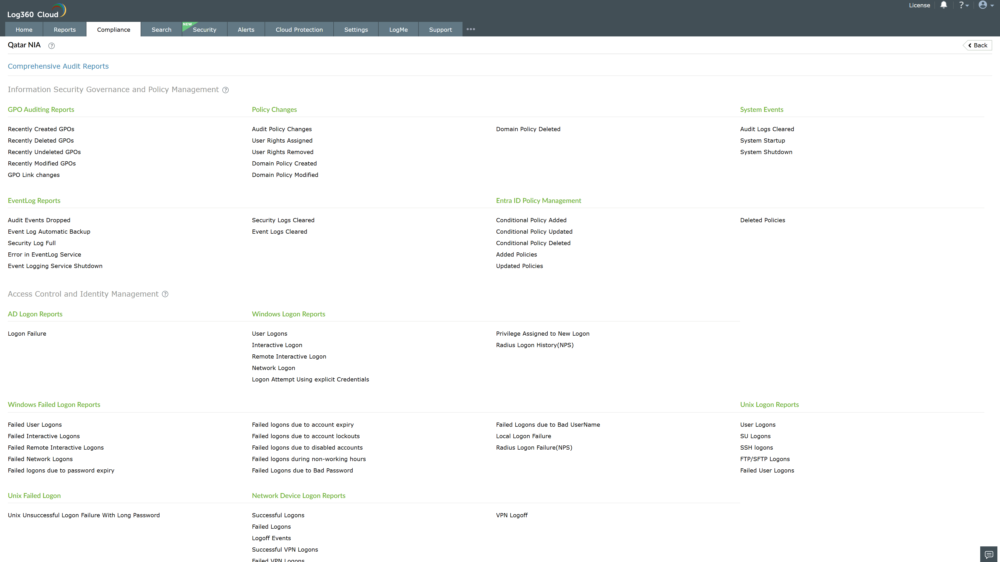 License
?
Log360 Cloud
Home
Reports
Compliance
Search
NEW
Security
Alerts
Cloud Protection
Settings
LogMe
Support
Qatar NIA ?
Back
Comprehensive Audit Reports
Information Security Governance and Policy Management ?
GPO Auditing Reports
Recently Created GPOs
Recently Deleted GPOs
Recently Undeleted GPOs
Recently Modified GPOs
GPO Link changes
Policy Changes
Audit Policy Changes
User Rights Assigned
User Rights Removed
Domain Policy Created
Domain Policy Modified
Domain Policy Deleted
System Events
Audit Logs Cleared
System Startup
System Shutdown
EventLog Reports
Audit Events Dropped
Event Log Automatic Backup
Security Log Full
Error in EventLog Service
Event Logging Service Shutdown
Security Logs Cleared
Event Logs Cleared
Entra ID Policy Management
Conditional Policy Added
Conditional Policy Updated
Conditional Policy Deleted
Added Policies
Updated Policies
Deleted Policies
Access Control and Identity Management ?
AD Logon Reports
Logon Failure
Windows Logon Reports
User Logons
Interactive Logon
Remote Interactive Logon
Network Logon
Logon Attempt Using explicit Credentials
Privilege Assigned to New Logon
Radius Logon History(NPS)
Windows Failed Logon Reports
Failed User Logons
Failed Interactive Logons
Failed Remote Interactive Logons
Failed Network Logons
Failed logons due to password expiry
Failed logons due to account expiry
Failed logons due to account lockouts
Failed logons due to disabled accounts
Failed logons during non-working hours
Failed Logons due to Bad Password
Failed Logons due to Bad UserName
Local Logon Failure
Radius Logon Failure(NPS)
Unix Logon Reports
User Logons
SU Logons
SSH logons
FTP/SFTP Logons
Failed User Logons
Unix Failed Logon
Unix Unsuccessful Logon Failure With Long Password
Network Device Logon Reports
Successful Logons
Failed Logons
Logoff Events
Successful VPN Logons
Failed VPN Logons
VPN Logoff